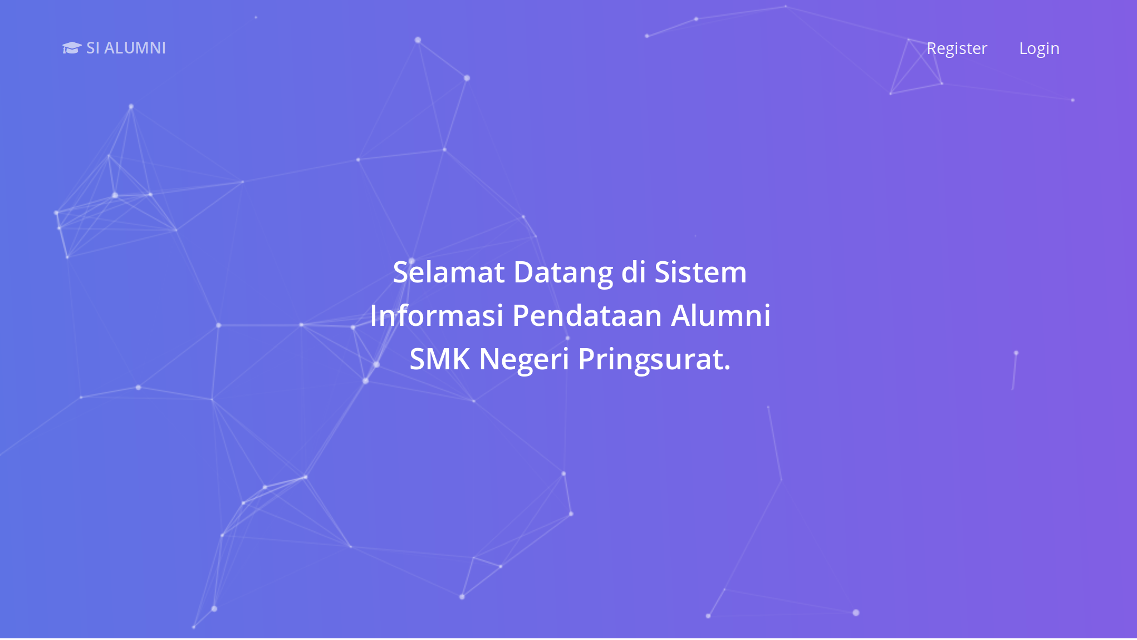 SI ALUMNI
Register
Login
Selamat Datang di Sistem
Informasi Pendataan Alumni
SMK Negeri Pringsurat.